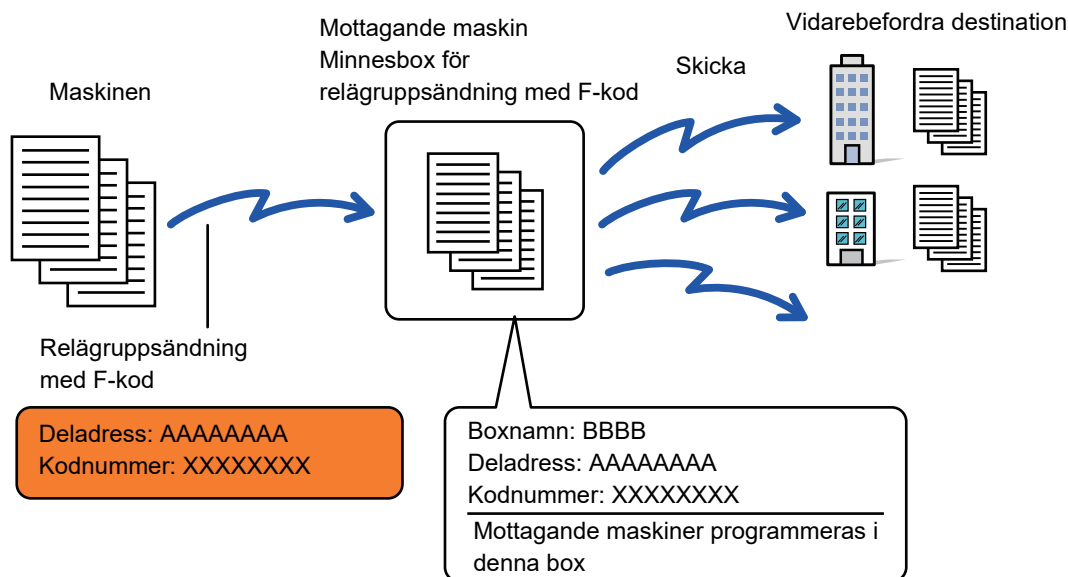 Maskinen
Mottagande maskin
Minnesbox för
relägruppsändning med F-kod
Skicka
Vidarebefordra destination
Relägruppsändning
med F-kod
Deladress: AAAAAAAA
Kodnummer: XXXXXXXX
Boxnamn: BBBB
Deladress: AAAAAAAA
Kodnummer: XXXXXXXX
Mottagande maskiner programmeras i
denna box